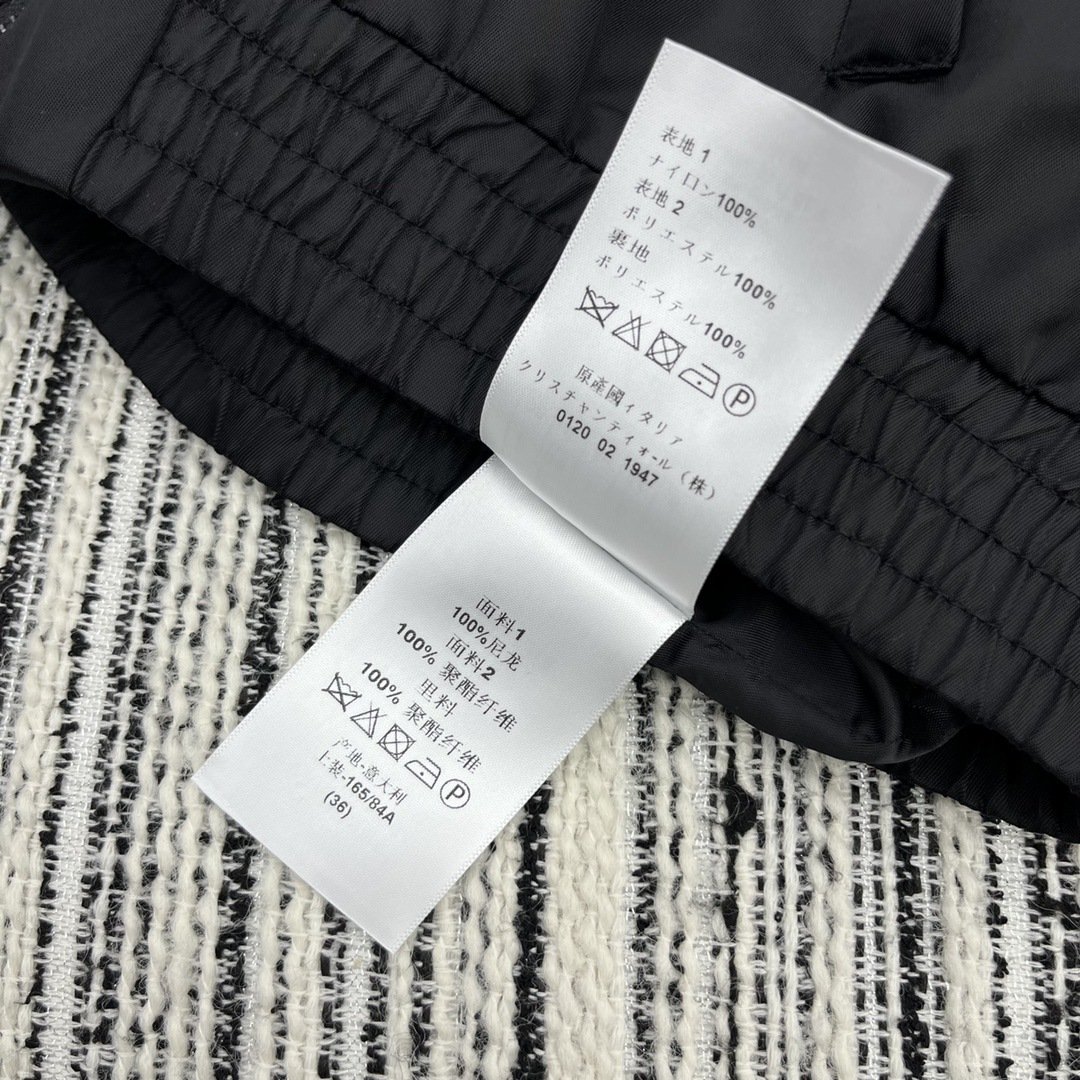 表地 1
ナイロン100%
表地 2
ポリエステル100%
裏地
ポリエステル100%
P
原産國イタリア
クリスチャンディオール(株)
0120 02 1947
面料1
100%尼龙
面料2
100% 聚酯纤维
里料
100% 聚酯纤维
P
产地-意大利
上装-165/84A
(36)